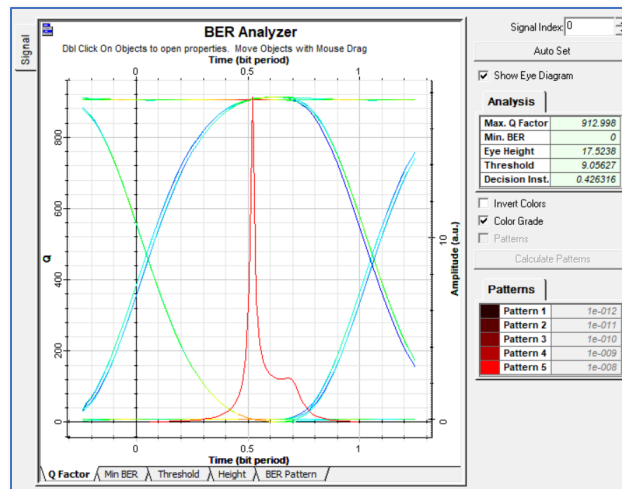 Signal
BER Analyzer
Dbl Click On Objects to open properties. Move Objects with Mouse Drag
Time (bit period)
0 0.5 1
800
600
400
200
0
Q
10
0
Amplitude (a.u.)
0 0.5 1
Time (bit period)
Q Factor Min BER Threshold Height BER Pattern
Signal Index: 0
Auto Set
Show Eye Diagram
Analysis
Max. Q Factor 912.998
Min. BER 0
Eye Height 17.5238
Threshold 9.05627
Decision Inst. 0.426316
Invert Colors
Color Grade
Patterns
Calculate Patterns
Patterns
Pattern 1 1e-012
Pattern 2 1e-011
Pattern 3 1e-010
Pattern 4 1e-009
Pattern 5 1e-008